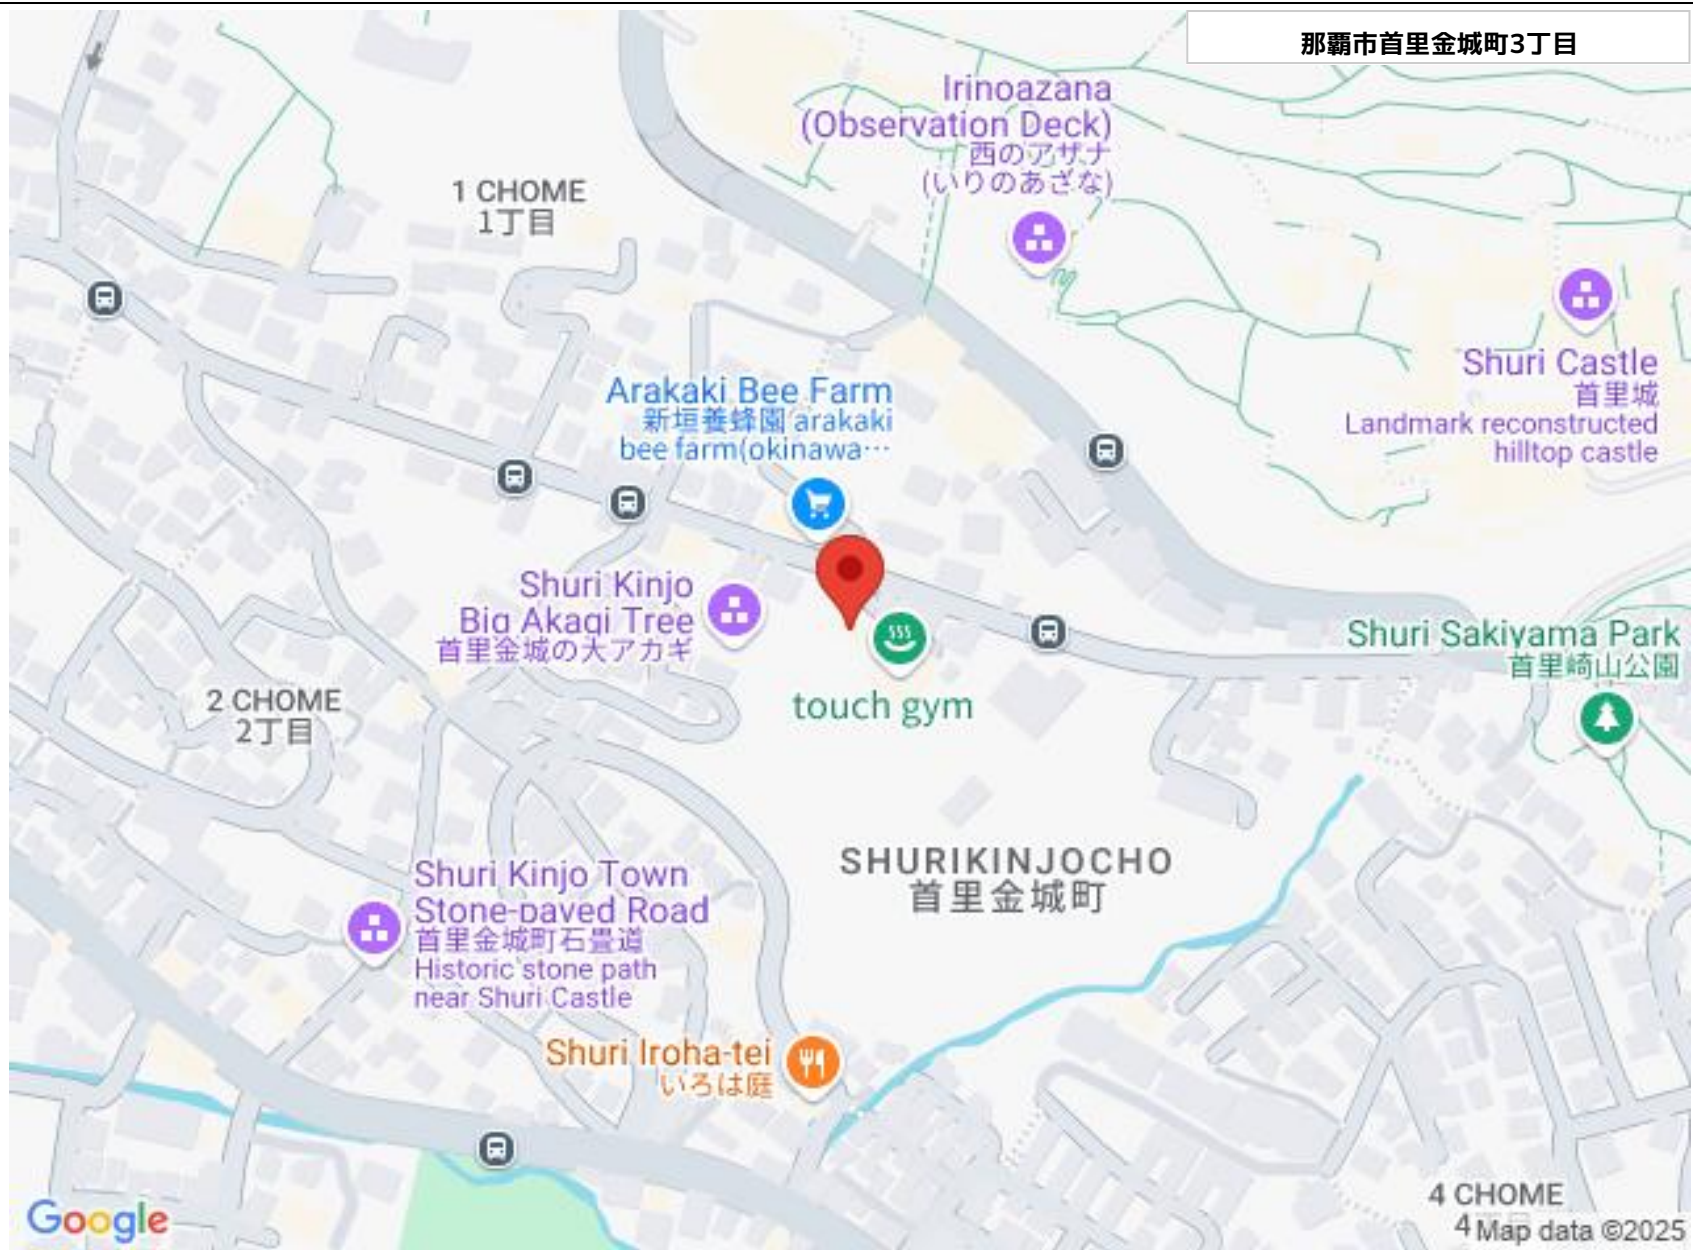 那覇市首里金城町3丁目
Irinoazana
(Observation Deck)
西のアザナ
(いりのあざな)
1 CHOME
1丁目
Shuri Castle
首里城
Landmark reconstructed
hilltop castle
Arakaki Bee Farm
新垣養蜂園 arakaki
bee farm(okinawa…
Shuri Kinjo
Big Akagi Tree
首里金城の大アカギ
Shuri Sakiyama Park
首里崎山公園
touch gym
2 CHOME
2丁目
SHURIKINJOCHO
首里金城町
Shuri Kinjo Town
Stone-paved Road
首里金城町石畳道
Historic stone path
near Shuri Castle
Shuri Iroha-tei
いろは庭
4 CHOME
4
Google
Map data ©2025